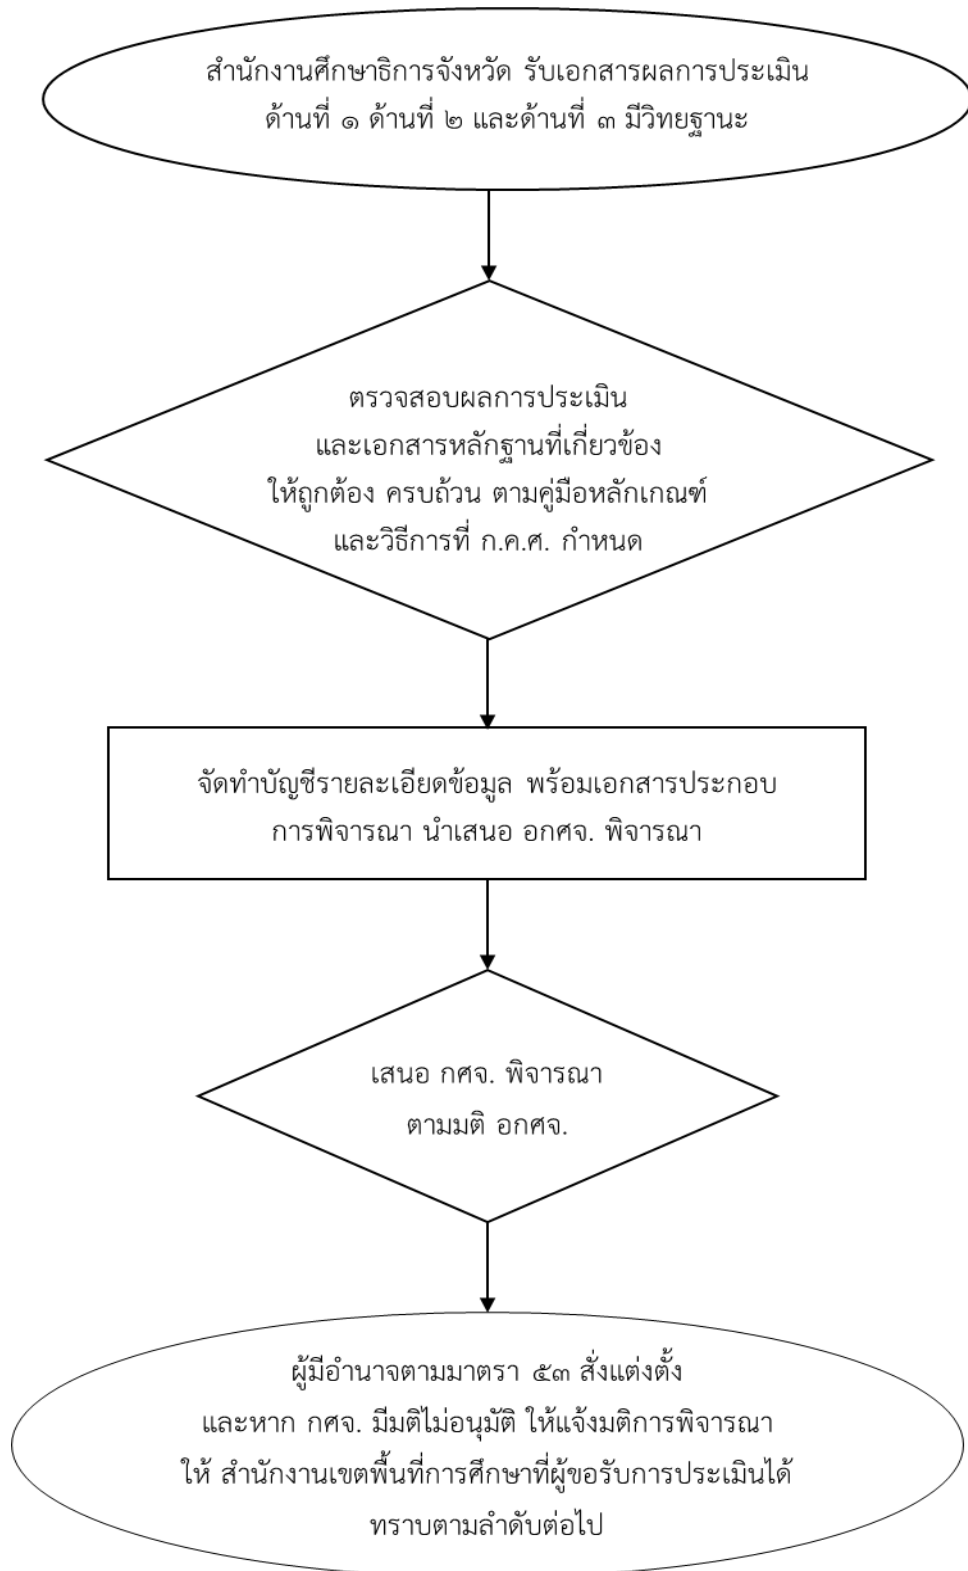 สำนักงานศึกษาธิการจังหวัด รับเอกสารผลการประเมิน
ด้านที่ ๑ ด้านที่ ๒ และด้านที่ ๓ มีวิทยฐานะ
ตรวจสอบผลการประเมิน
และเอกสารหลักฐานที่เกี่ยวข้อง
ให้ถูกต้อง ครบถ้วน ตามคู่มือหลักเกณฑ์
และวิธีการที่ ก.ค.ศ. กำหนด
จัดทำบัญชีรายละเอียดข้อมูล พร้อมเอกสารประกอบ
การพิจารณา นำเสนอ อกศจ. พิจารณา
เสนอ กศจ. พิจารณา
ตามมติ อกศจ.
ผู้มีอำนาจตามมาตรา ๕๓ สั่งแต่งตั้ง
และหาก กศจ. มีมติไม่อนุมัติ ให้แจ้งมติการพิจารณา
ให้ สำนักงานเขตพื้นที่การศึกษาที่ผู้ขอรับการประเมินได้
ทราบตามลำดับต่อไป